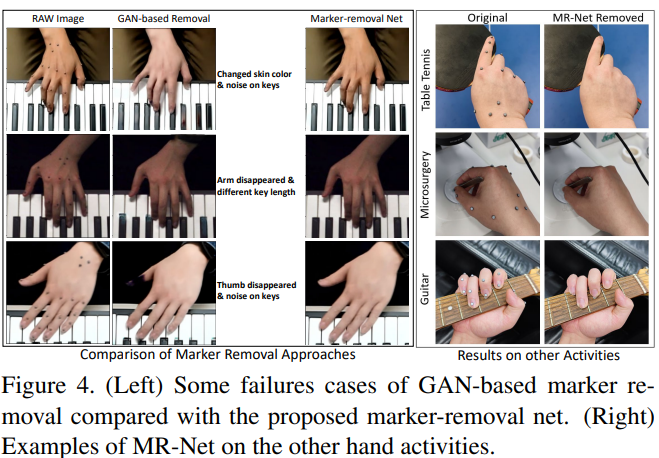 RAW Image
GAN-based Removal
Marker-removal Net
Changed skin color
& noise on keys
Arm disappeared &
different key length
Thumb disappeared
& noise on keys
Comparison of Marker Removal Approaches
Original
MR-Net Removed
Table Tennis
Microsurgery
Guitar
Results on other Activities
Figure 4. (Left) Some failures cases of GAN-based marker re-
moval compared with the proposed marker-removal net. (Right)
Examples of MR-Net on the other hand activities.